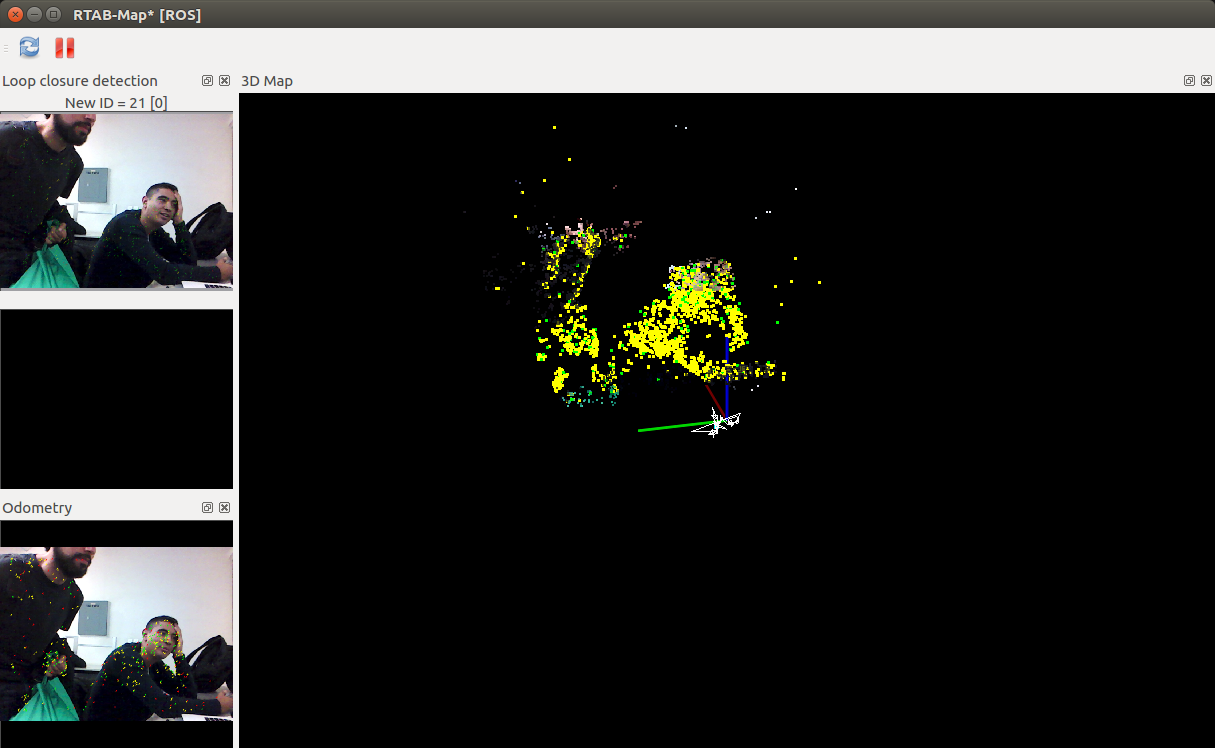 RTAB-Map* [ROS]
Loop closure detection
3D Map
New ID = 21 [0]
Odometry